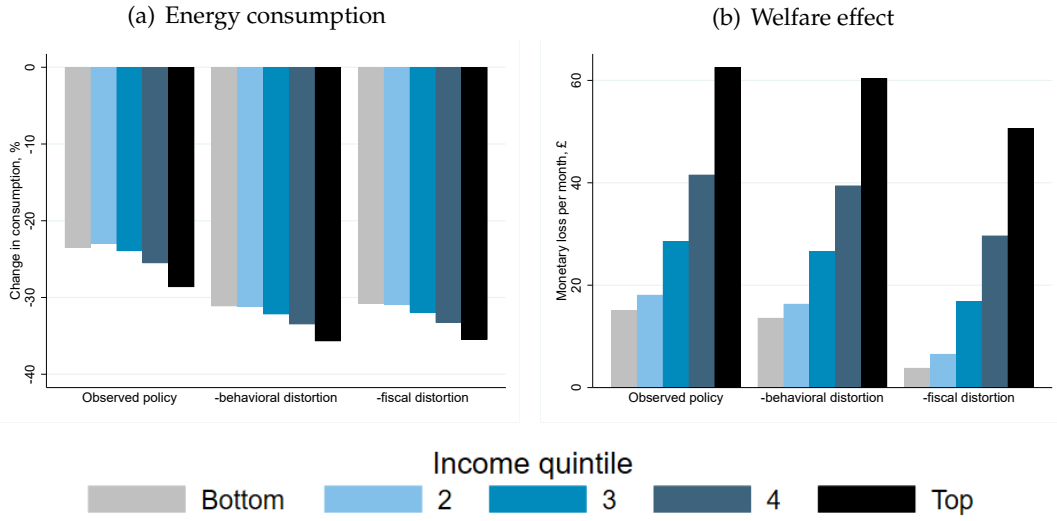 (a) Energy consumption
Change in consumption, %
0
-10
-20
-30
-40
Observed policy
-behavioral distortion
-fiscal distortion
(b) Welfare effect
Monetary loss per month, £
60
40
20
0
Observed policy
-behavioral distortion
-fiscal distortion
Income quintile
Bottom 2 3 4 Top